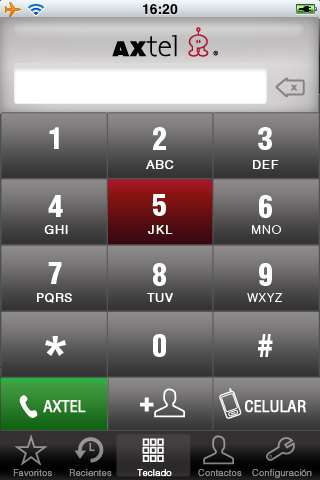 16:20
axtel ®
1
2
3
ABC
DEF
4
5
6
GHI
JKL
MNO
7
8
9
PQRS
TUV
WXYZ
*
0
#
AXTEL
+
CELULAR
Favoritos
Recientes
Teclado
Contactos
Configuración